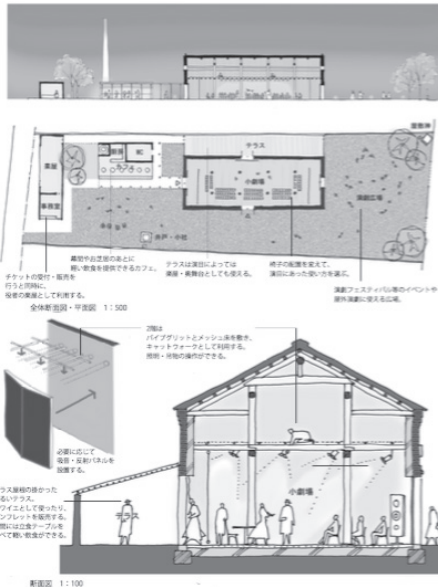 屋敷神
テラス
楽屋
厨房
WC
カフェ
小劇場
演劇広場
事務室
井戸・小社
幕間やお芝居のあとに
軽い飲食を提供できるカフェ。
テラスは演目によっては
楽屋・裏舞台としても使える。
椅子の配置を変えて、
演目にあった使い方を選ぶ。
チケットの受付・販売を
行うと同時に、
役者の楽屋として利用する。
演劇フェスティバル等のイベントや
屋外演劇に使える広場。
全体断面図・平面図 1:500
2階は
パイプグリットとメッシュ床を敷き、
キャットウォークとして利用する。
照明・吊物の操作ができる。
必要に応じて
吸音・反射パネルを
設置する。
ラス屋根の掛かった
るいテラス。
ワイエとして使ったり、
ンフレットを販売する。
間には立食テーブルを
べて軽い飲食ができる。
テラス
小劇場
断面図 1:100